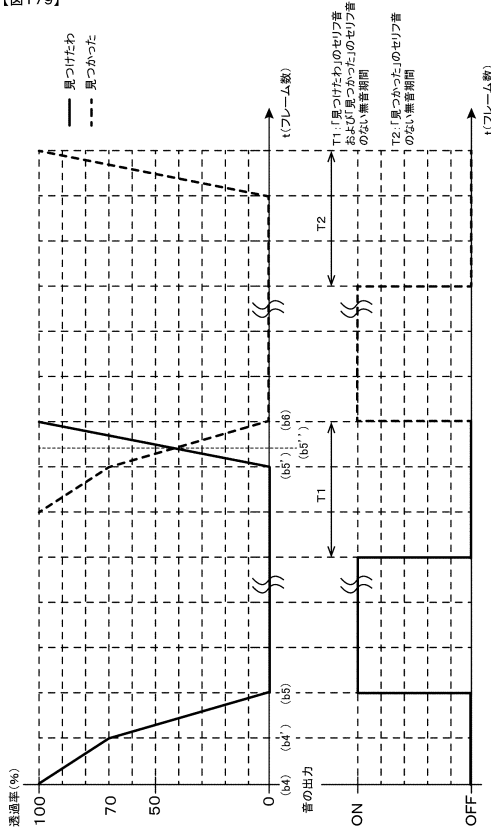 【図179】
透過率(%)
100
70
50
0
見つけたわ
見つかった
(b4)
(b4')
(b5)
(b5')
(b5'')
(b6)
t(フレーム数)
音の出力
ON
OFF
T1
T2
T1:「見つけたわ」のセリフ音
および「見つかった」のセリフ音
のない無音期間
T2:「見つかった」のセリフ音
のない無音期間
t(フレーム数)